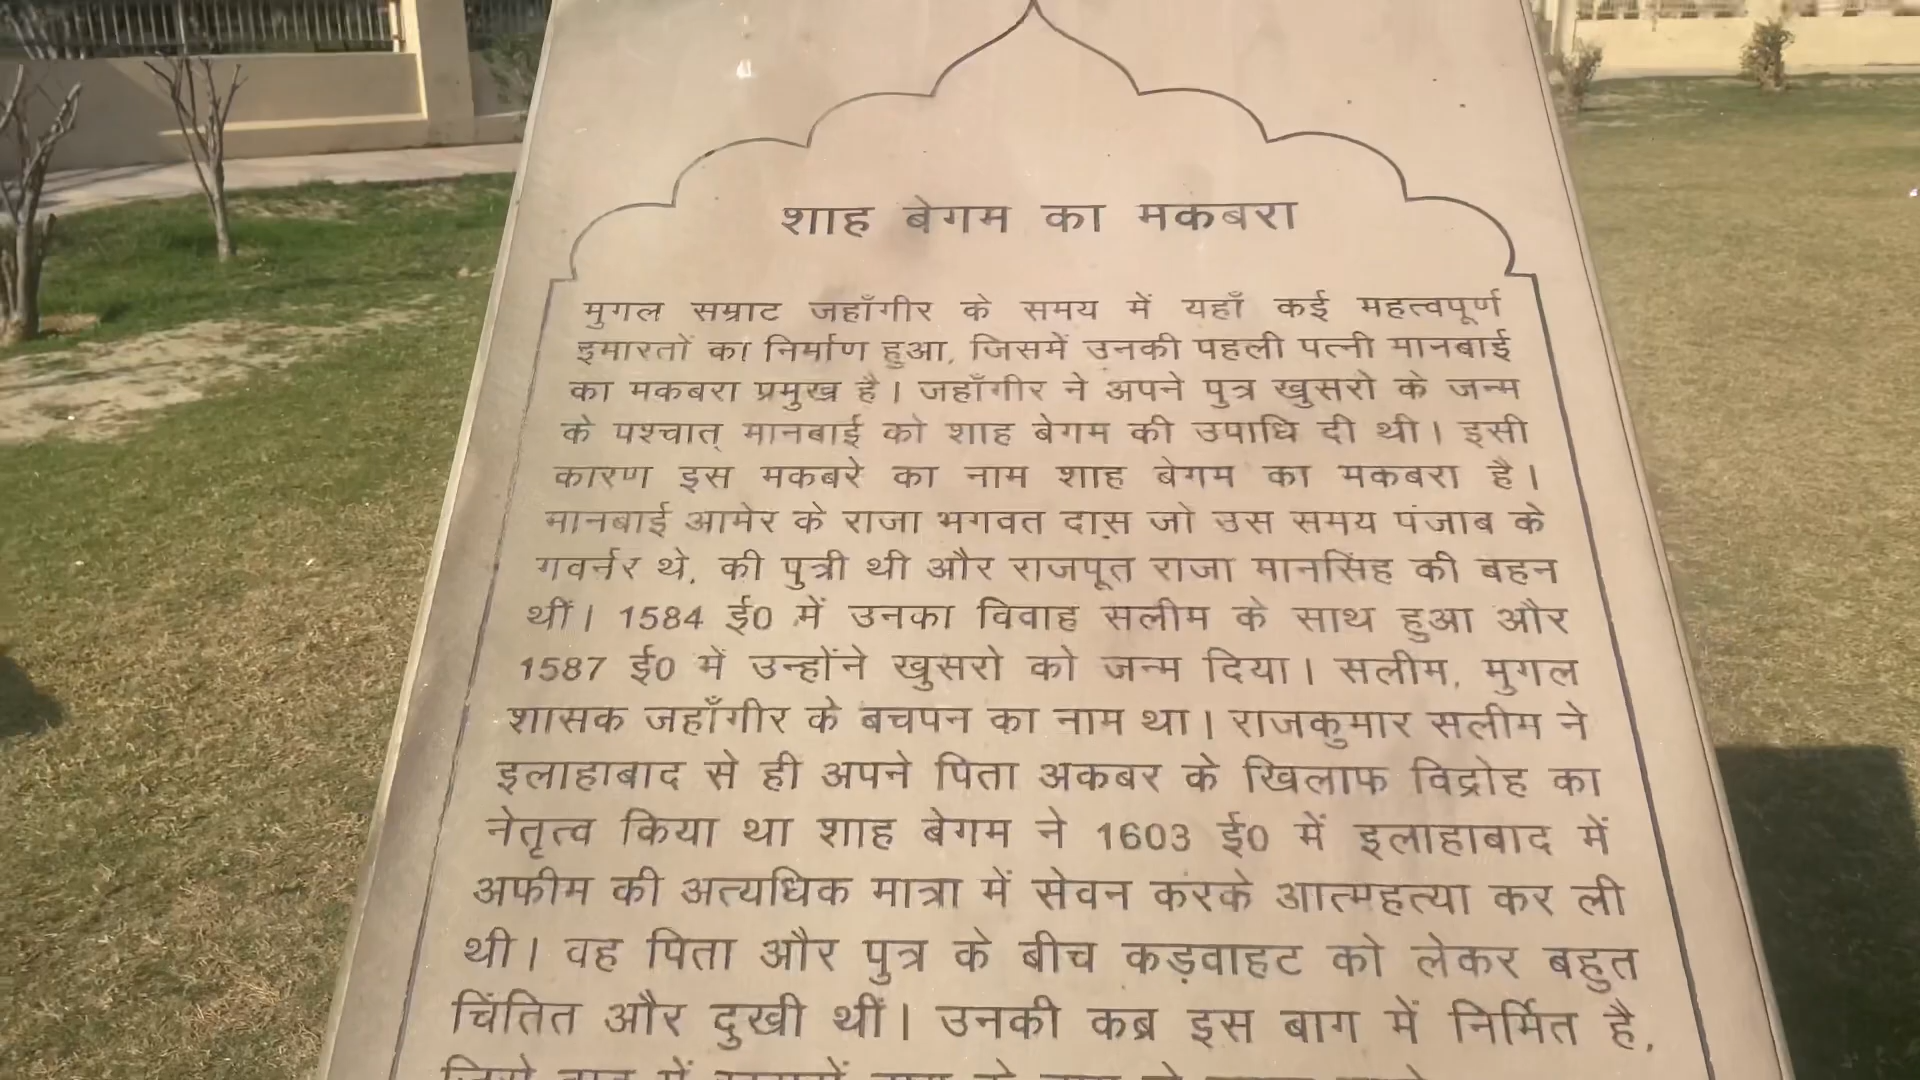 शाह बेगम का मकबरा
मुगल सम्राट जहाँगीर के समय में यहाँ कई महत्वपूर्ण
इमारतों का निर्माण हुआ, जिसमें उनकी पहली पत्नी मानबाई
का मकबरा प्रमुख है। जहाँगीर ने अपने पुत्र खुसरो के जन्म
के पश्चात् मानबाई को शाह बेगम की उपाधि दी थी। इसी
कारण इस मकबरे का नाम शाह बेगम का मकबरा है।
मानबाई आमेर के राजा भगवत दास जो उस समय पंजाब के
गवर्नर थे, की पुत्री थी और राजपूत राजा मानसिंह की बहन
थीं। 1584 ई0 में उनका विवाह सलीम के साथ हुआ और
1587 ई0 में उन्होंने खुसरो को जन्म दिया। सलीम, मुगल
शासक जहाँगीर के बचपन का नाम था। राजकुमार सलीम ने
इलाहाबाद से ही अपने पिता अकबर के खिलाफ विद्रोह का
नेतृत्व किया था शाह बेगम ने 1603 ई0 में इलाहाबाद में
अफीम की अत्यधिक मात्रा में सेवन करके आत्महत्या कर ली
थी। वह पिता और पुत्र के बीच कड़वाहट को लेकर बहुत
चिंतित और दुखी थीं। उनकी कब्र इस बाग में निर्मित है,